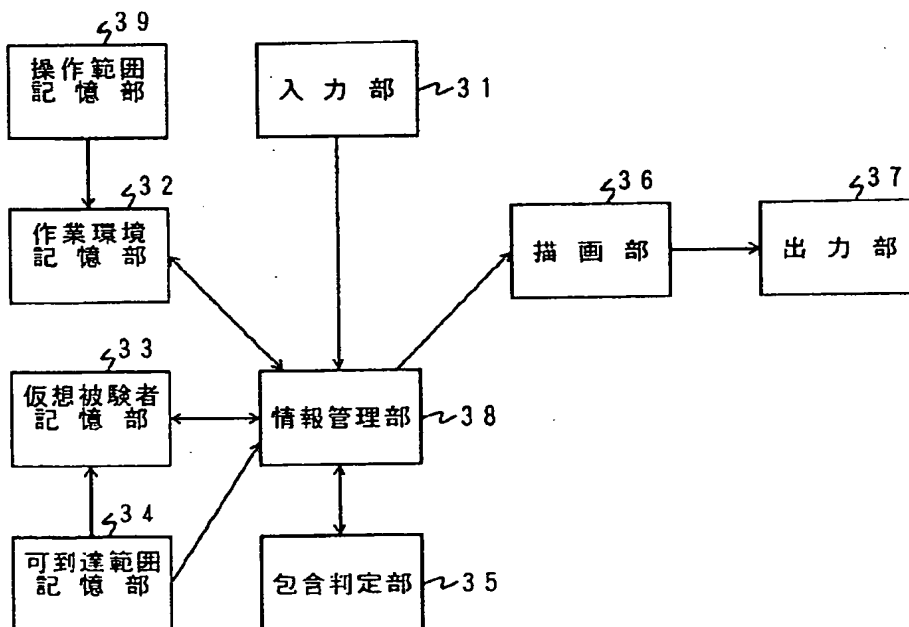 39
操作範囲
記憶部
入力部
31
32
作業環境
記憶部
36
描画部
37
出力部
33
仮想被験者
記憶部
情報管理部
38
34
可到達範囲
記憶部
包含判定部
35